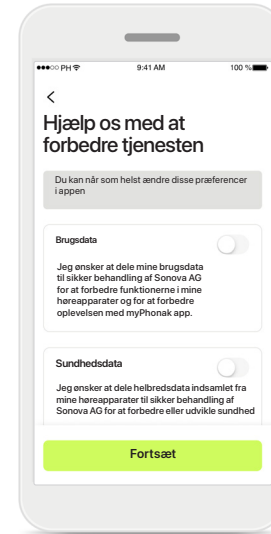 ●●●○○ PH 9:41 AM 100 %
Hjælp os med at
forbedre tjenesten
Du kan når som helst ændre disse præferencer
i appen
Brugsdata
Jeg ønsker at dele mine brugsdata
til sikker behandling af Sonova AG
for at forbedre funktionerne i mine
høreapparater og for at forbedre
oplevelsen med myPhonak app.
Sundhedsdata
Jeg ønsker at dele helbredsdata indsamlet fra
mine høreapparater til sikker behandling af
Sonova AG for at forbedre eller udvikle sundhed
Fortsæt